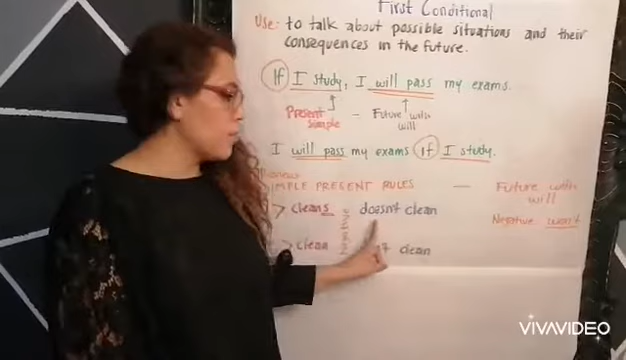 First Conditional
Use: to talk about possible situations and their
consequences in the future.
If I study, I will pass my exams.
Present Simple - Future with will
I will pass my exams if I study.
SIMPLE PRESENT RULES — Future with will
> cleans doesn't clean
Negative won't
> clean clean
VIVAVIDEO